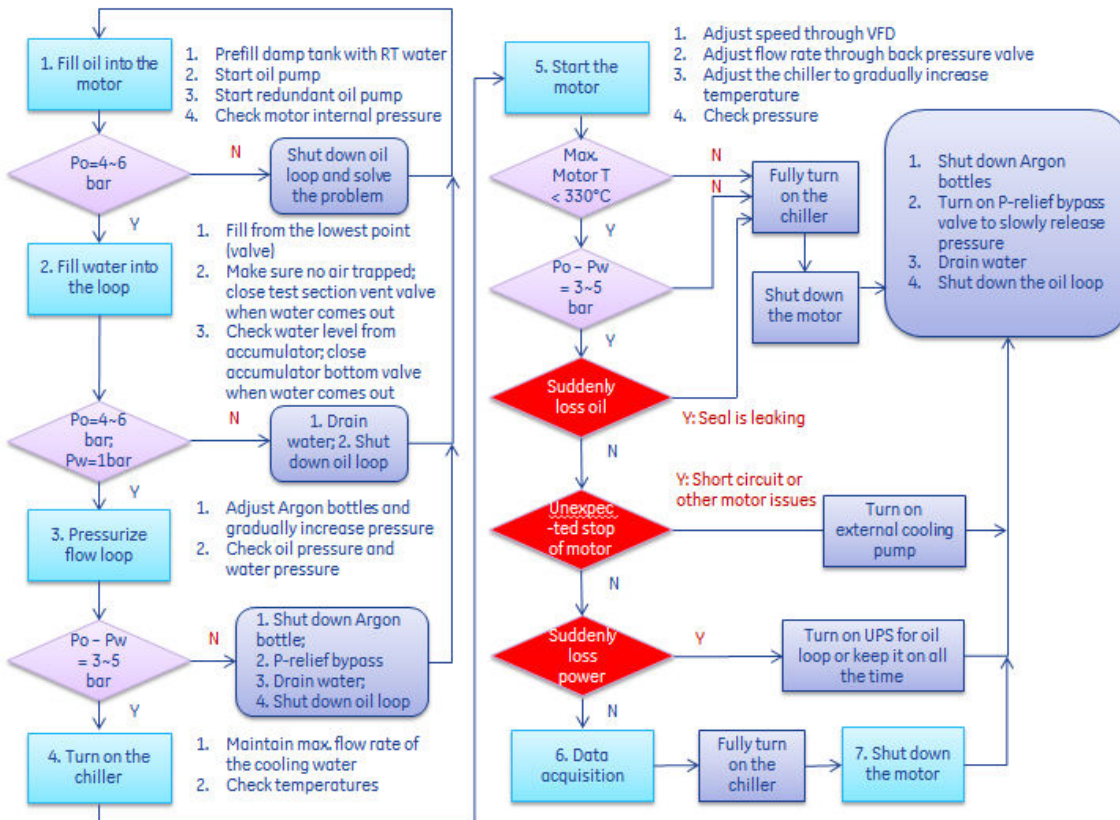 1. Fill oil into the
motor
1. Prefill damp tank with RT water
2. Start oil pump
3. Start redundant oil pump
4. Check motor internal pressure
Po=4~6
bar
N
Shut down oil
loop and solve
the problem
Y
2. Fill water into
the loop
1. Fill from the lowest point
(valve)
2. Make sure no air trapped;
close test section vent valve
when water comes out
3. Check water level from
accumulator; close
accumulator bottom valve
when water comes out
Po=4~6
bar;
Pw=1bar
N
1. Drain
water; 2. Shut
down oil loop
Y
3. Pressurize
flow loop
1. Adjust Argon bottles and
gradually increase pressure
2. Check oil pressure and
water pressure
Po – Pw
= 3~5
bar
N
1. Shut down Argon
bottle;
2. P-relief bypass
3. Drain water;
4. Shut down oil loop
Y
4. Turn on the
chiller
1. Maintain max. flow rate of
the cooling water
2. Check temperatures
5. Start the
motor
1. Adjust speed through VFD
2. Adjust flow rate through back pressure valve
3. Adjust the chiller to gradually increase
temperature
4. Check pressure
Max.
Motor T
< 330°C
N
N
Fully turn
on the
chiller
Y
Po – Pw
= 3~5
bar
Shut down
the motor
1. Shut down Argon
bottles
2. Turn on P-relief bypass
valve to slowly release
pressure
3. Drain water
4. Shut down the oil loop
Y
Suddenly
loss oil
Y: Seal is leaking
N
Y: Short circuit or
other motor issues
Unexpec
-ted stop
of motor
Turn on
external cooling
pump
N
Suddenly
loss
power
Y
Turn on UPS for oil
loop or keep it on all
the time
N
6. Data
acquisition
Fully turn
on the
chiller
7. Shut down
the motor